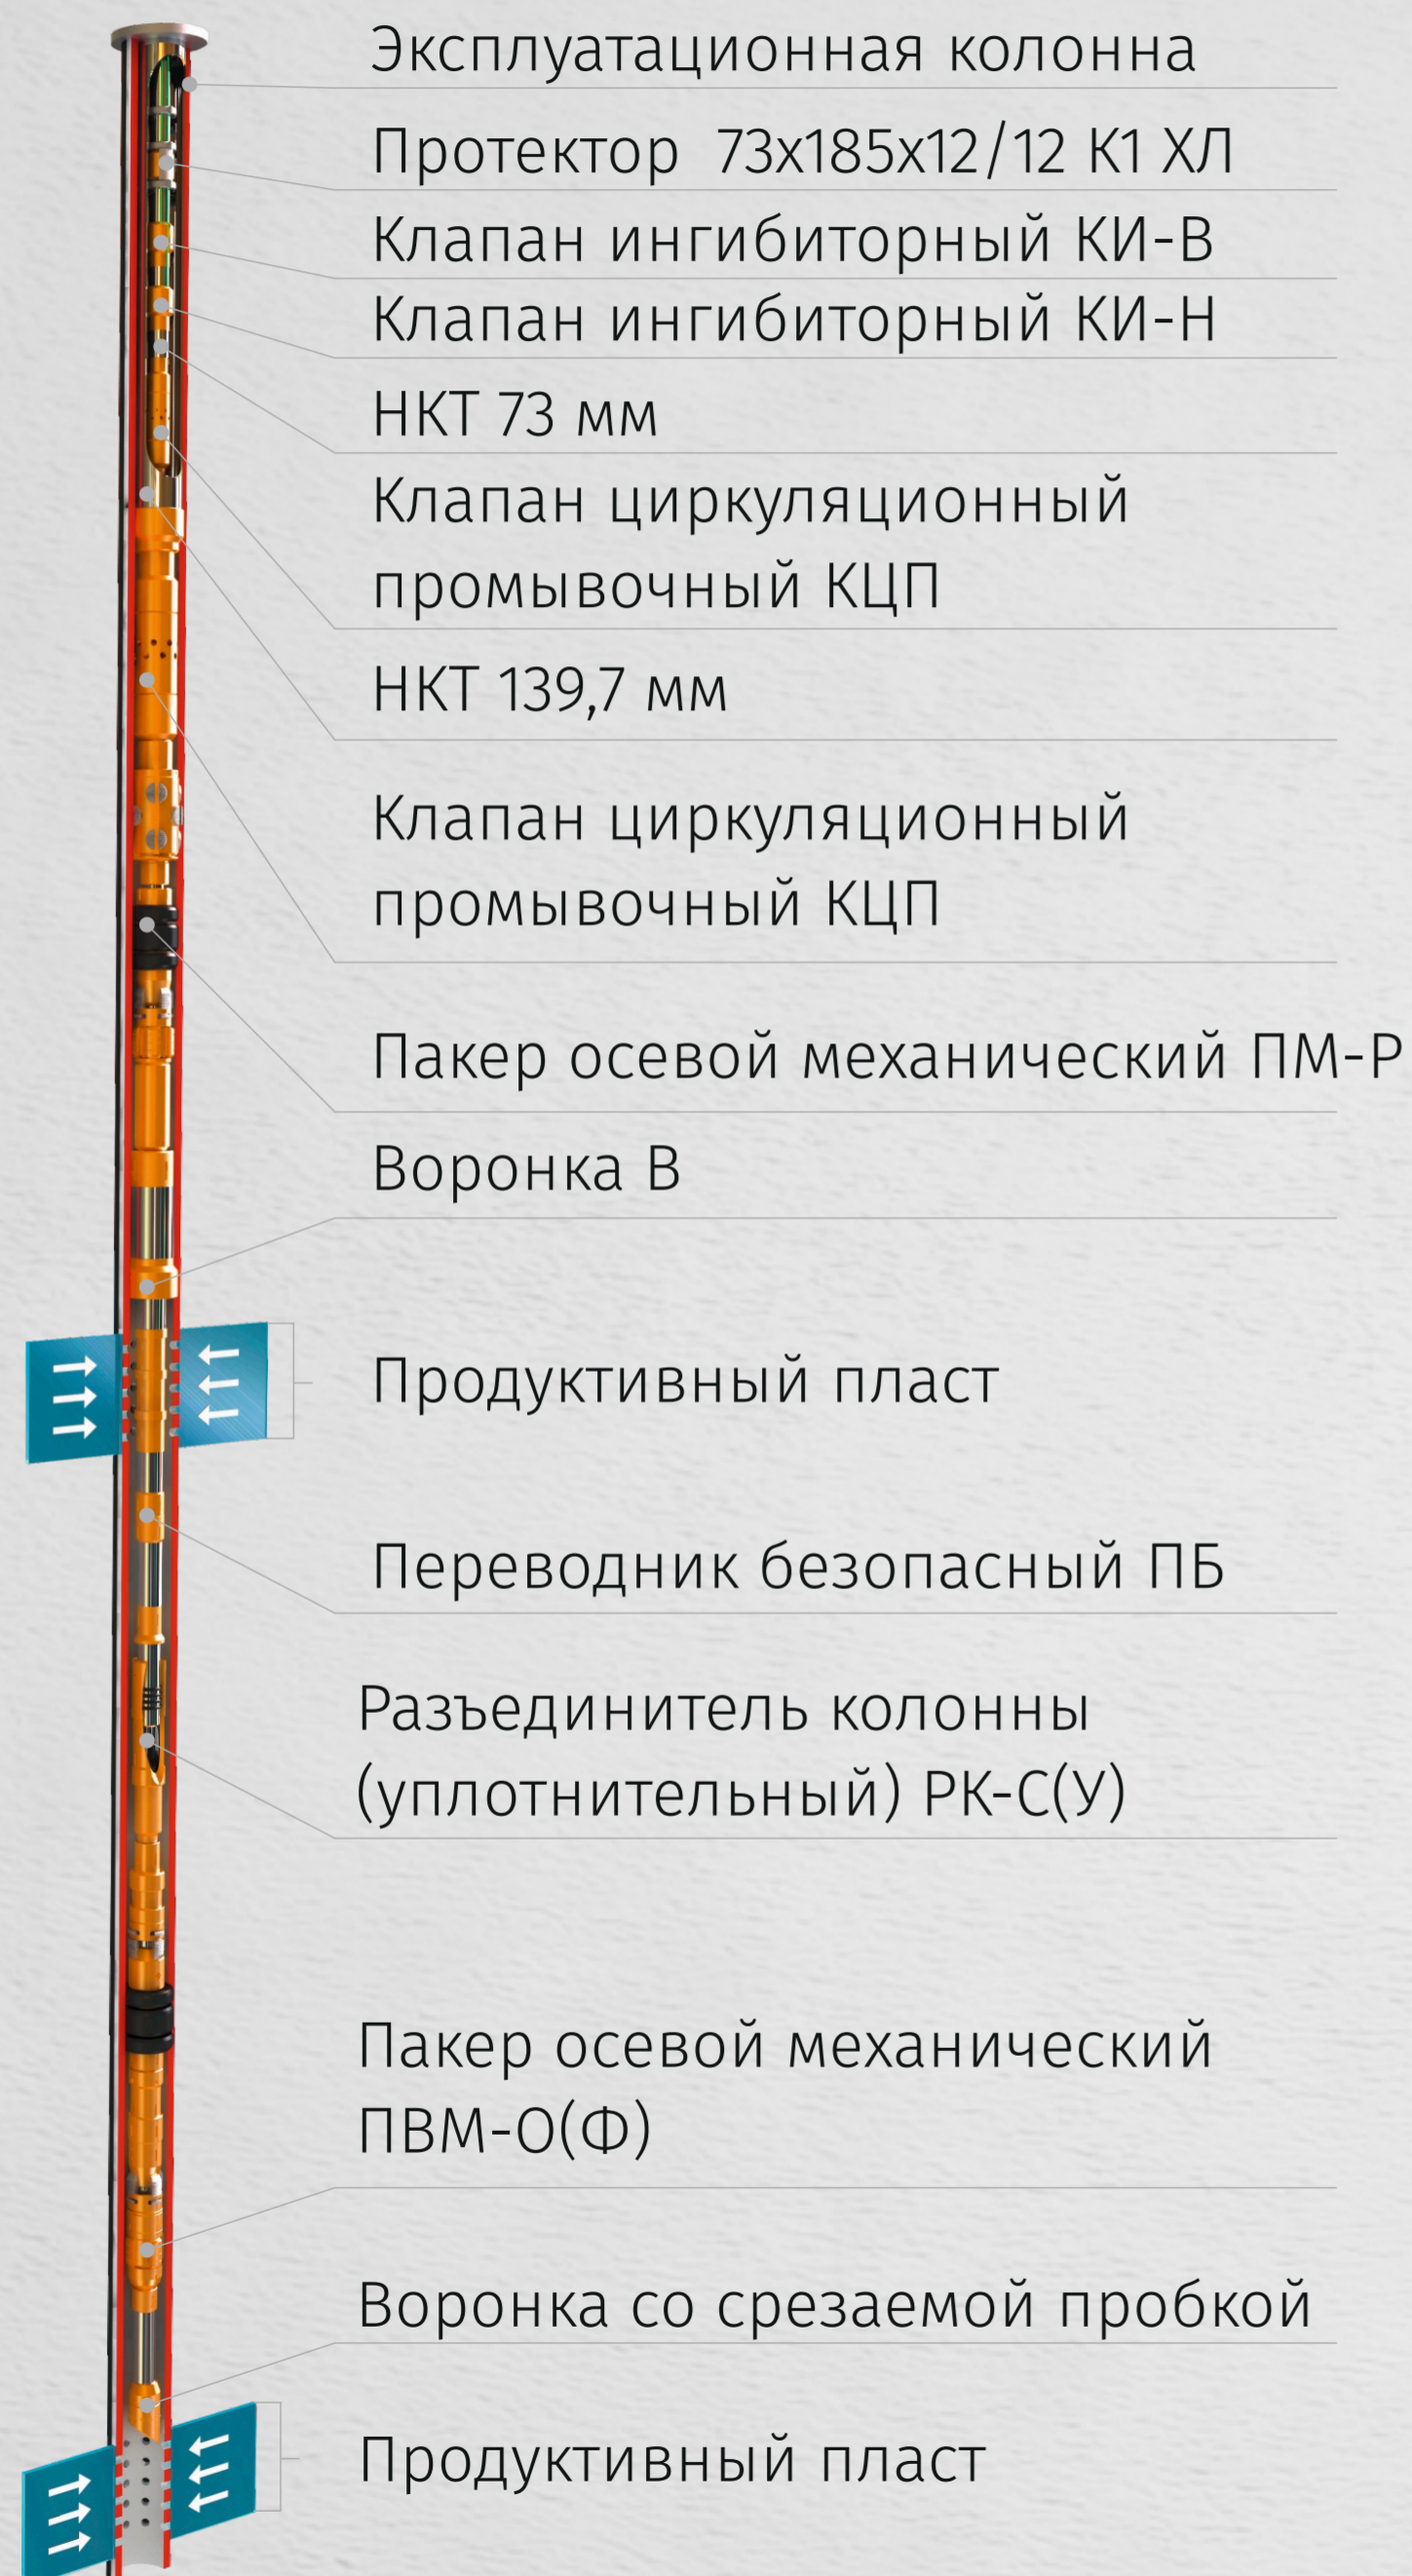 Эксплуатационная колонна
Протектор 73х185х12/12 К1 ХЛ
Клапан ингибиторный КИ-В
Клапан ингибиторный КИ-Н
НКТ 73 мм
Клапан циркуляционный
промывочный КЦП
НКТ 139,7 мм
Клапан циркуляционный
промывочный КЦП
Пакер осевой механический ПМ-Р
Воронка В
Продуктивный пласт
Переводник безопасный ПБ
Разъединитель колонны
(уплотнительный) РК-С(У)
Пакер осевой механический
ПВМ-О(Ф)
Воронка со срезаемой пробкой
Продуктивный пласт